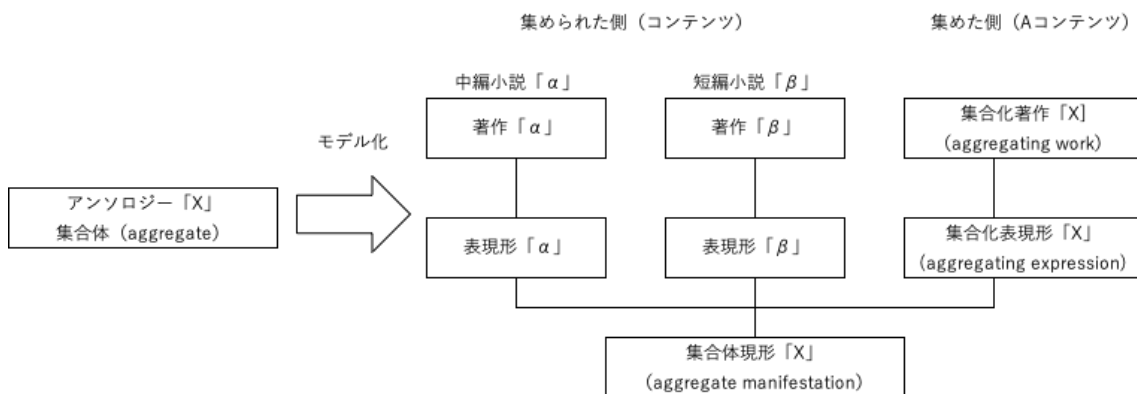 集められた側（コンテンツ）
集めた側（Aコンテンツ）
中編小説「α」
短編小説「β」
著作「α」
著作「β」
集合化著作「X]
（aggregating work）
モデル化
アンソロジー「X」
集合体（aggregate）
表現形「α」
表現形「β」
集合化表現形「X」
（aggregating expression）
集合体現形「X」
（aggregate manifestation）